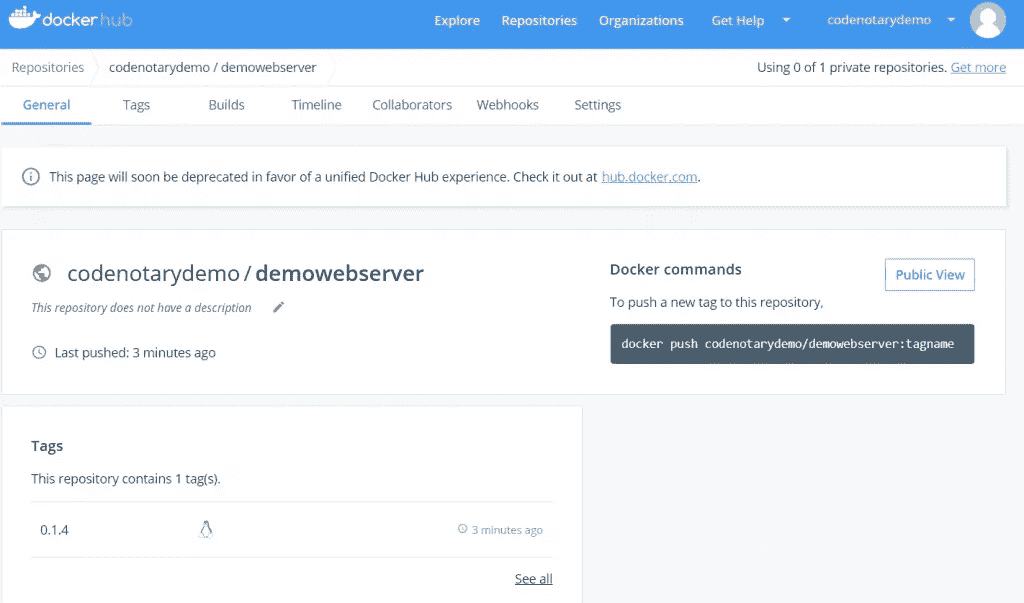 docker hub
Explore Repositories Organizations Get Help codenotarydemo
Repositories codenotarydemo / demowebserver
Using 0 of 1 private repositories. Get more
General Tags Builds Timeline Collaborators Webhooks Settings
This page will soon be deprecated in favor of a unified Docker Hub experience. Check it out at hub.docker.com.
codenotarydemo / demowebserver
This repository does not have a description
Last pushed: 3 minutes ago
Docker commands
Public View
To push a new tag to this repository,
docker push codenotarydemo/demowebserver:tagname
Tags
This repository contains 1 tag(s).
0.1.4 3 minutes ago
See all